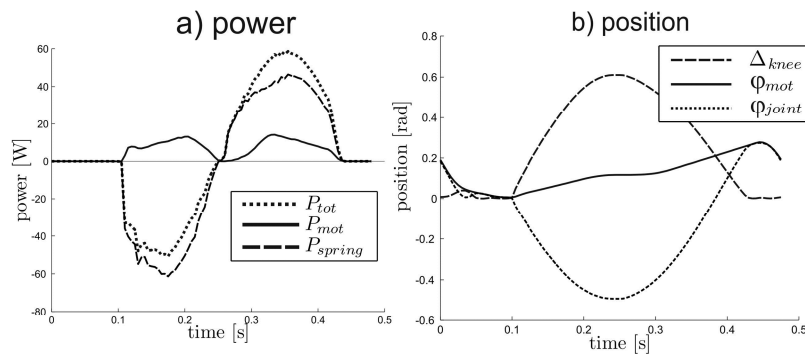 a) power
60
40
20
0
-20
-40
-60
-80
power [W]
P_tot
P_mot
P_spring
0
0.1
0.2
0.3
0.4
0.5
time [s]
b) position
0.8
0.6
0.4
0.2
0
-0.2
-0.4
-0.6
position [rad]
Δ_knee
φ_mot
φ_joint
0
0.1
0.2
0.3
0.4
0.5
time [s]